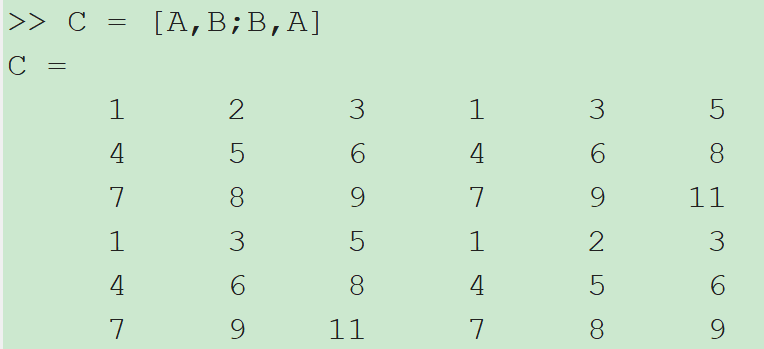 >> C = [A,B;B,A]
C =
1 2 3 1 3 5
4 5 6 4 6 8
7 8 9 7 9 11
1 3 5 1 2 3
4 6 8 4 5 6
7 9 11 7 8 9